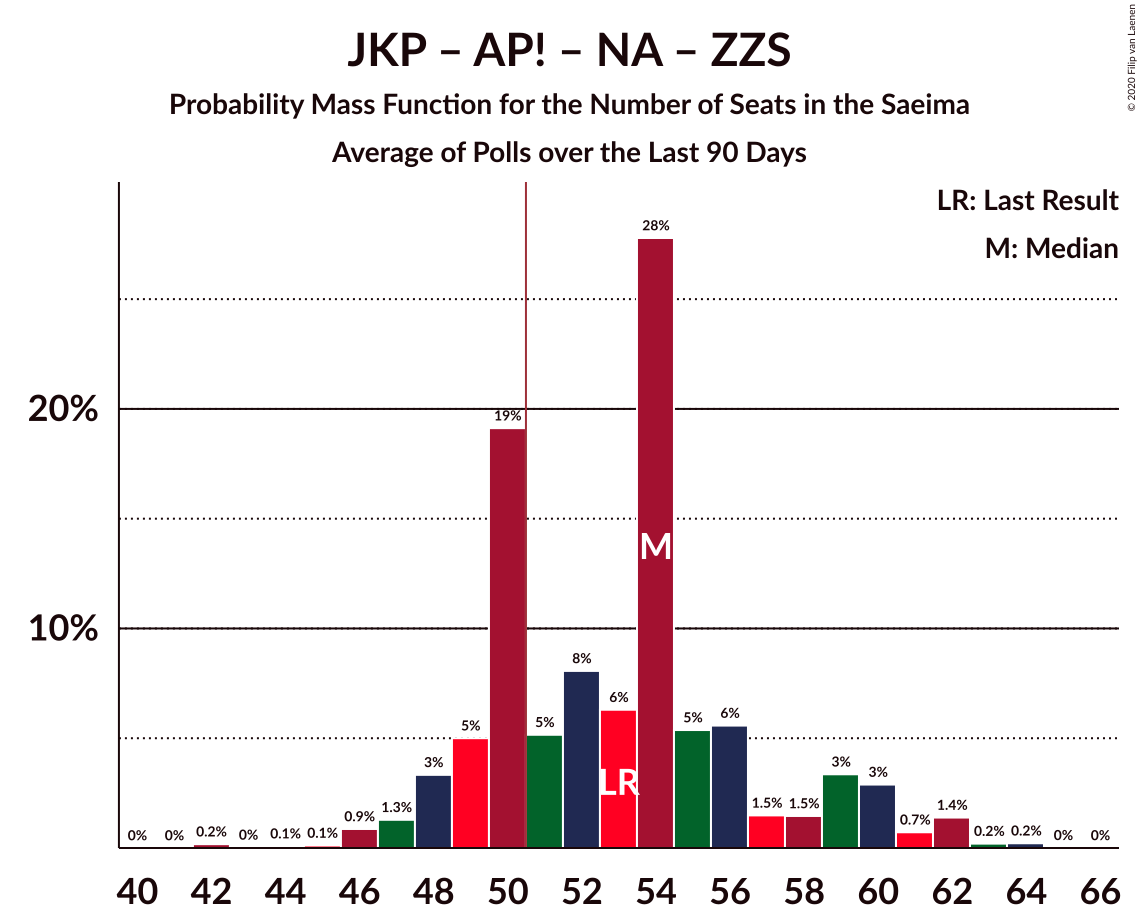 JKP – AP! – NA – ZZS
Probability Mass Function for the Number of Seats in the Saeima
Average of Polls over the Last 90 Days
© 2020 Filip van Laenen
LR: Last Result
M: Median
20%
10%
0% 0% 0.2% 0% 0.1% 0.1% 0.9% 1.3% 3% 5% 19% 5% 8% 6% 28% 5% 6% 1.5% 1.5% 3% 3% 0.7% 1.4% 0.2% 0.2% 0% 0%
M
LR
40 42 44 46 48 50 52 54 56 58 60 62 64 66